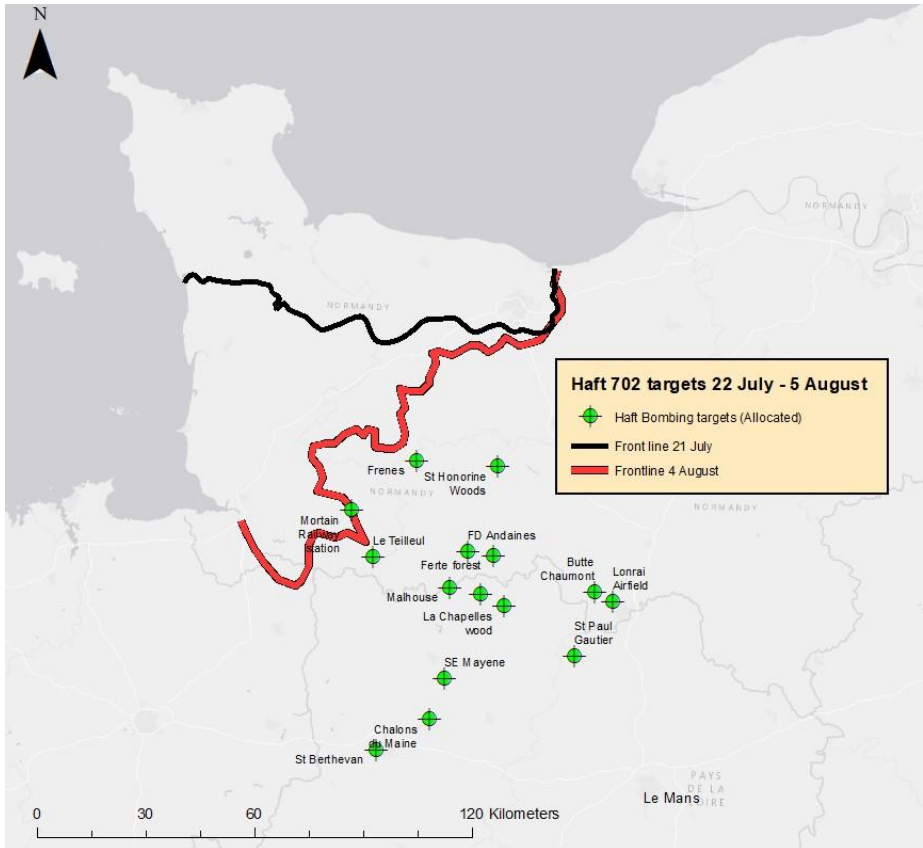 N
NORMANDY
NORMANDY
Haft 702 targets 22 July - 5 August
Haft Bombing targets (Allocated)
Front line 21 July
Frontline 4 August
Frenes
St Honorine
Woods
NORMANDY
NORMANDY
Mortain
Railway
station
Le Teilleul
FD Andaines
Ferte forest
Butte
Chaumont
Lonrai
Airfield
Malhouse
La Chapelles
wood
St Paul
Gautier
SE Mayene
Chalons
du Maine
St Berthevan
PAYS
DE LA
LOIRE
Le Mans
0 30 60 120 Kilometers